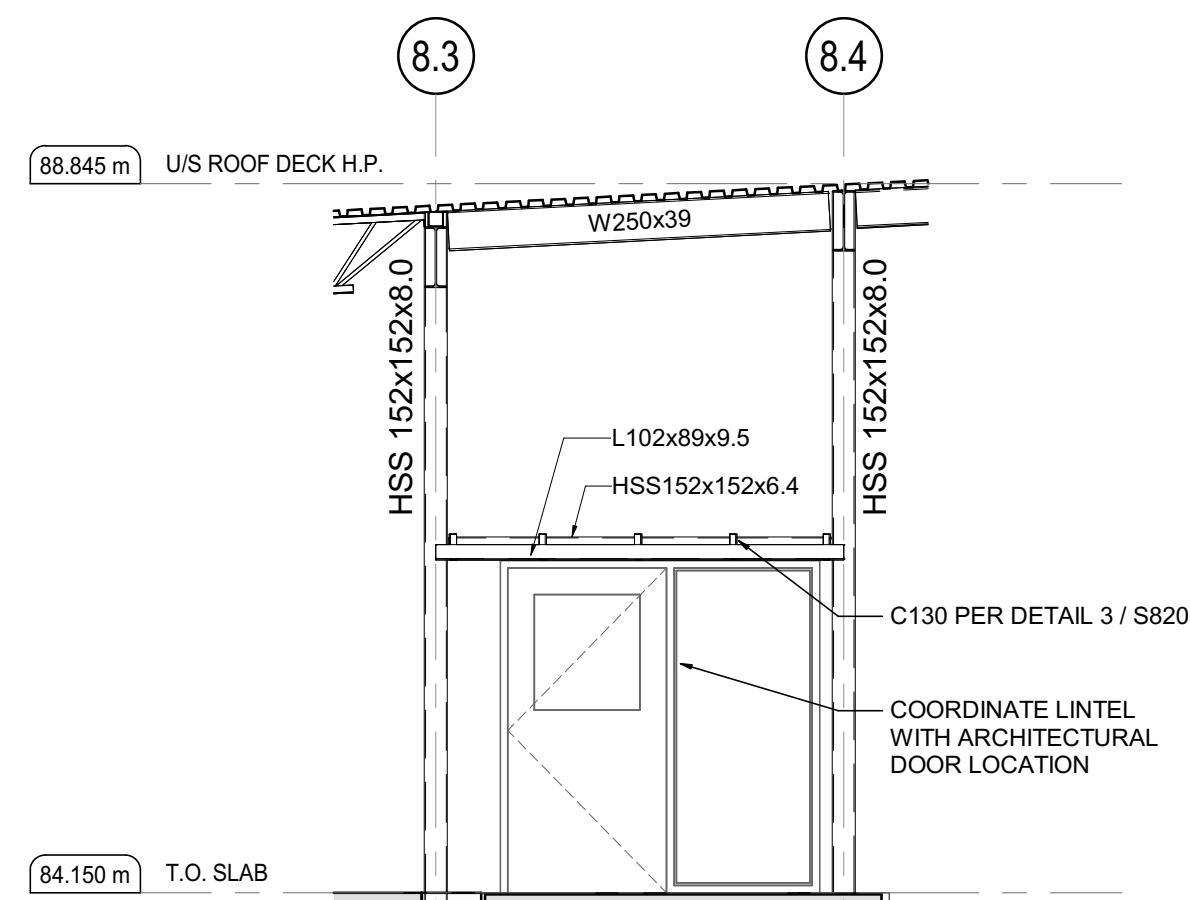 8.3
8.4
88.845 m
U/S ROOF DECK H.P.
W250x39
HSS 152x152x8.0
HSS 152x152x8.0
L102x89x9.5
HSS152x152x6.4
C130 PER DETAIL 3 / S820
COORDINATE LINTEL
WITH ARCHITECTURAL
DOOR LOCATION
84.150 m
T.O. SLAB